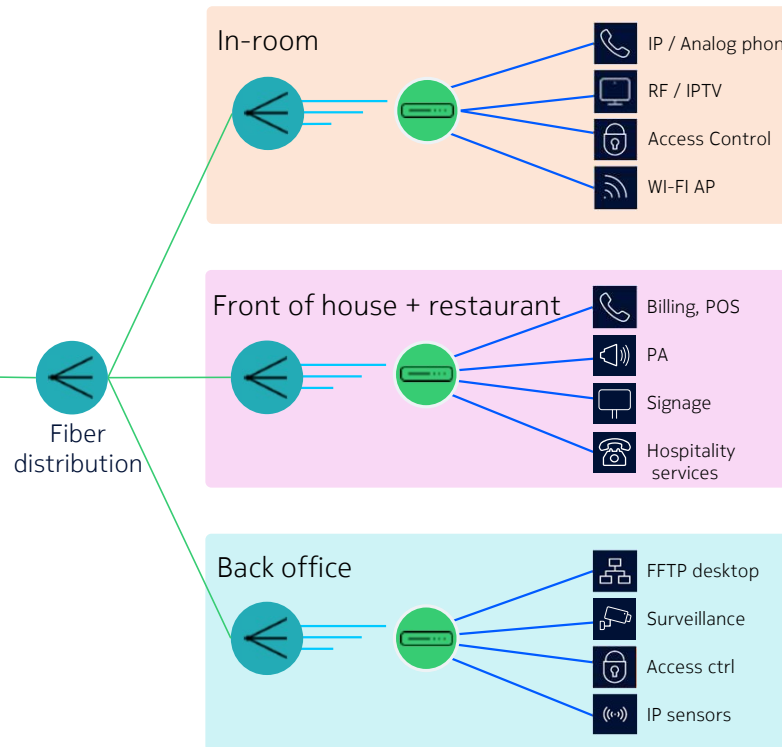 In-room
IP / Analog phon
RF / IPTV
Access Control
WI-FI AP
Front of house + restaurant
Billing, POS
PA
Signage
Hospitality
services
Fiber
distribution
Back office
FFTP desktop
Surveillance
Access ctrl
IP sensors